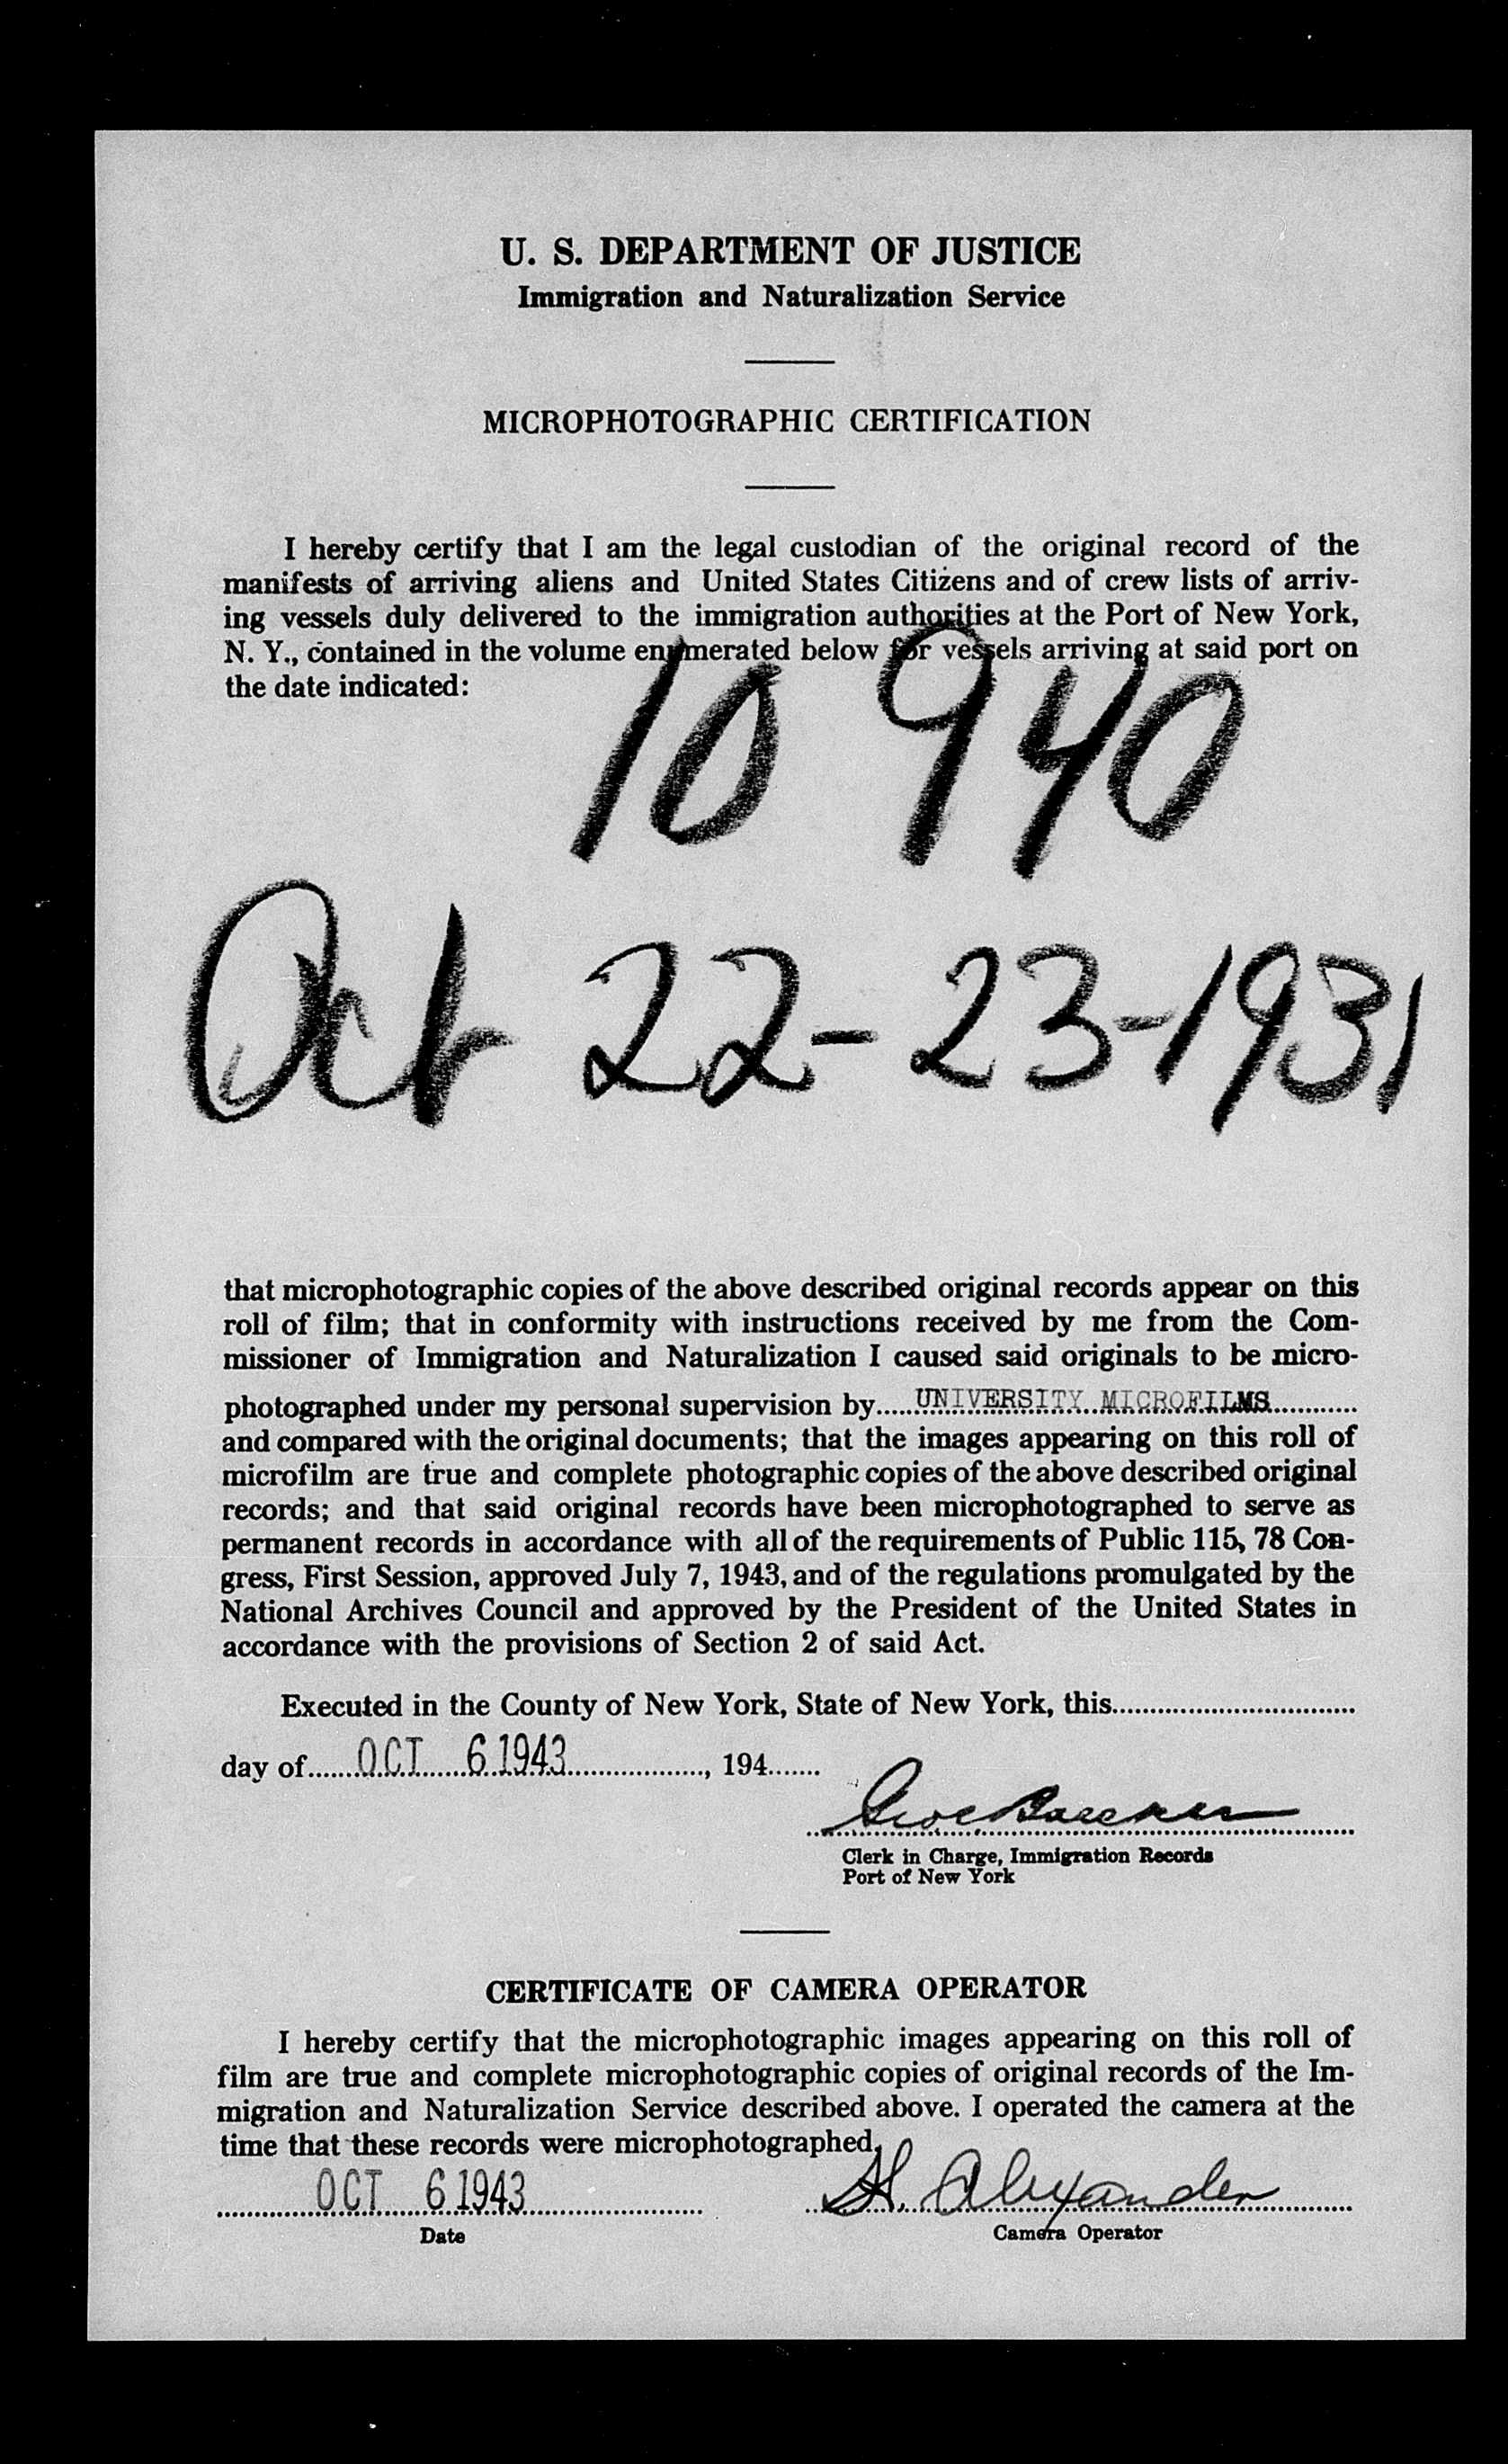 U. S. DEPARTMENT OF JUSTICE
Immigration and Naturalization Service
MICROPHOTOGRAPHIC CERTIFICATION
I hereby certify that I am the legal custodian of the original record of the
manifests of arriving aliens and United States Citizens and of crew lists of arriv-
ing vessels duly delivered to the immigration authorities at the Port of New York,
N. Y., contained in the volume enumerated below for vessels arriving at said port on
the date indicated:
10 940
Oct 22-23-1931
that microphotographic copies of the above described original records appear on this
roll of film; that in conformity with instructions received by me from the Com-
missioner of Immigration and Naturalization I caused said originals to be micro-
photographed under my personal supervision by.....UNIVERSITY MICROFILMS............
and compared with the original documents; that the images appearing on this roll of
microfilm are true and complete photographic copies of the above described original
records; and that said original records have been microphotographed to serve as
permanent records in accordance with all of the requirements of Public 115, 78 Con-
gress, First Session, approved July 7, 1943, and of the regulations promulgated by the
National Archives Council and approved by the President of the United States in
accordance with the provisions of Section 2 of said Act.
Executed in the County of New York, State of New York, this................................
day of.......OCT 6 1943..................., 194.......
Clerk in Charge, Immigration Records
Port of New York
CERTIFICATE OF CAMERA OPERATOR
I hereby certify that the microphotographic images appearing on this roll of
film are true and complete microphotographic copies of original records of the Im-
migration and Naturalization Service described above. I operated the camera at the
time that these records were microphotographed.
OCT 6 1943 H. Alexander
Date Camera Operator